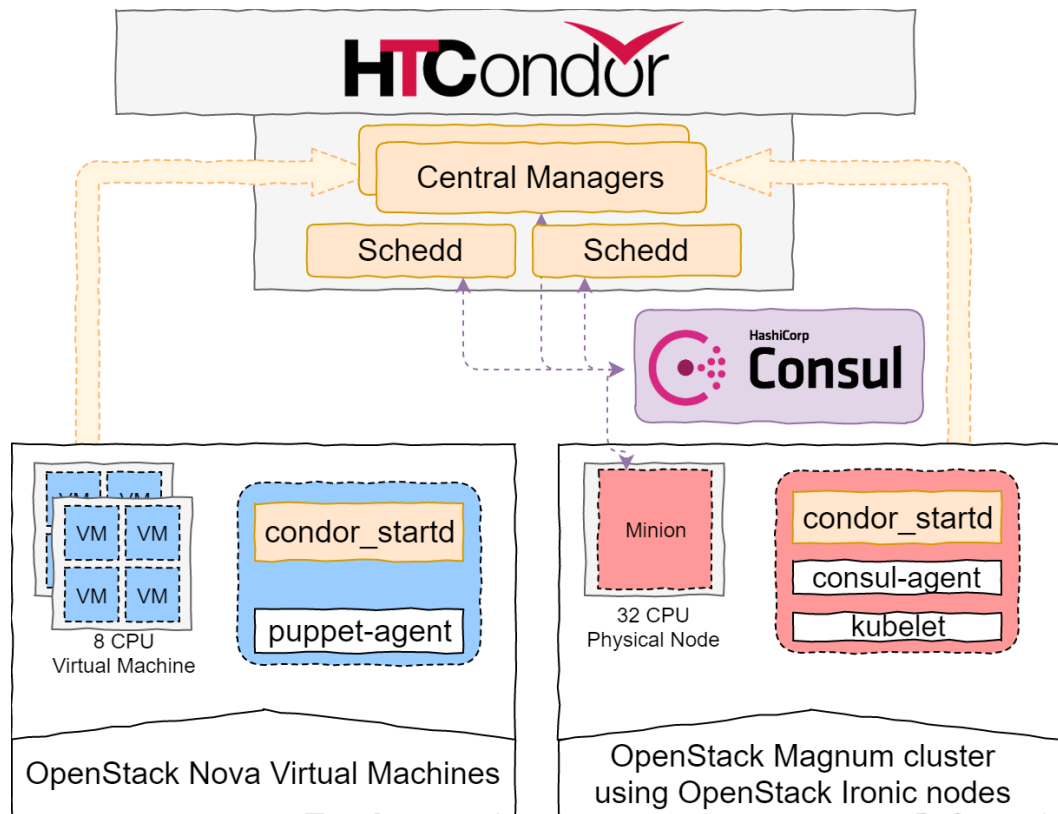 HTCondor
Central Managers
Schedd
Schedd
HashiCorp
Consul
VM
VM
VM
VM
VM
VM
8 CPU
Virtual Machine
condor_startd
puppet-agent
Minion
32 CPU
Physical Node
condor_startd
consul-agent
kubelet
OpenStack Nova Virtual Machines
OpenStack Magnum cluster
using OpenStack Ironic nodes